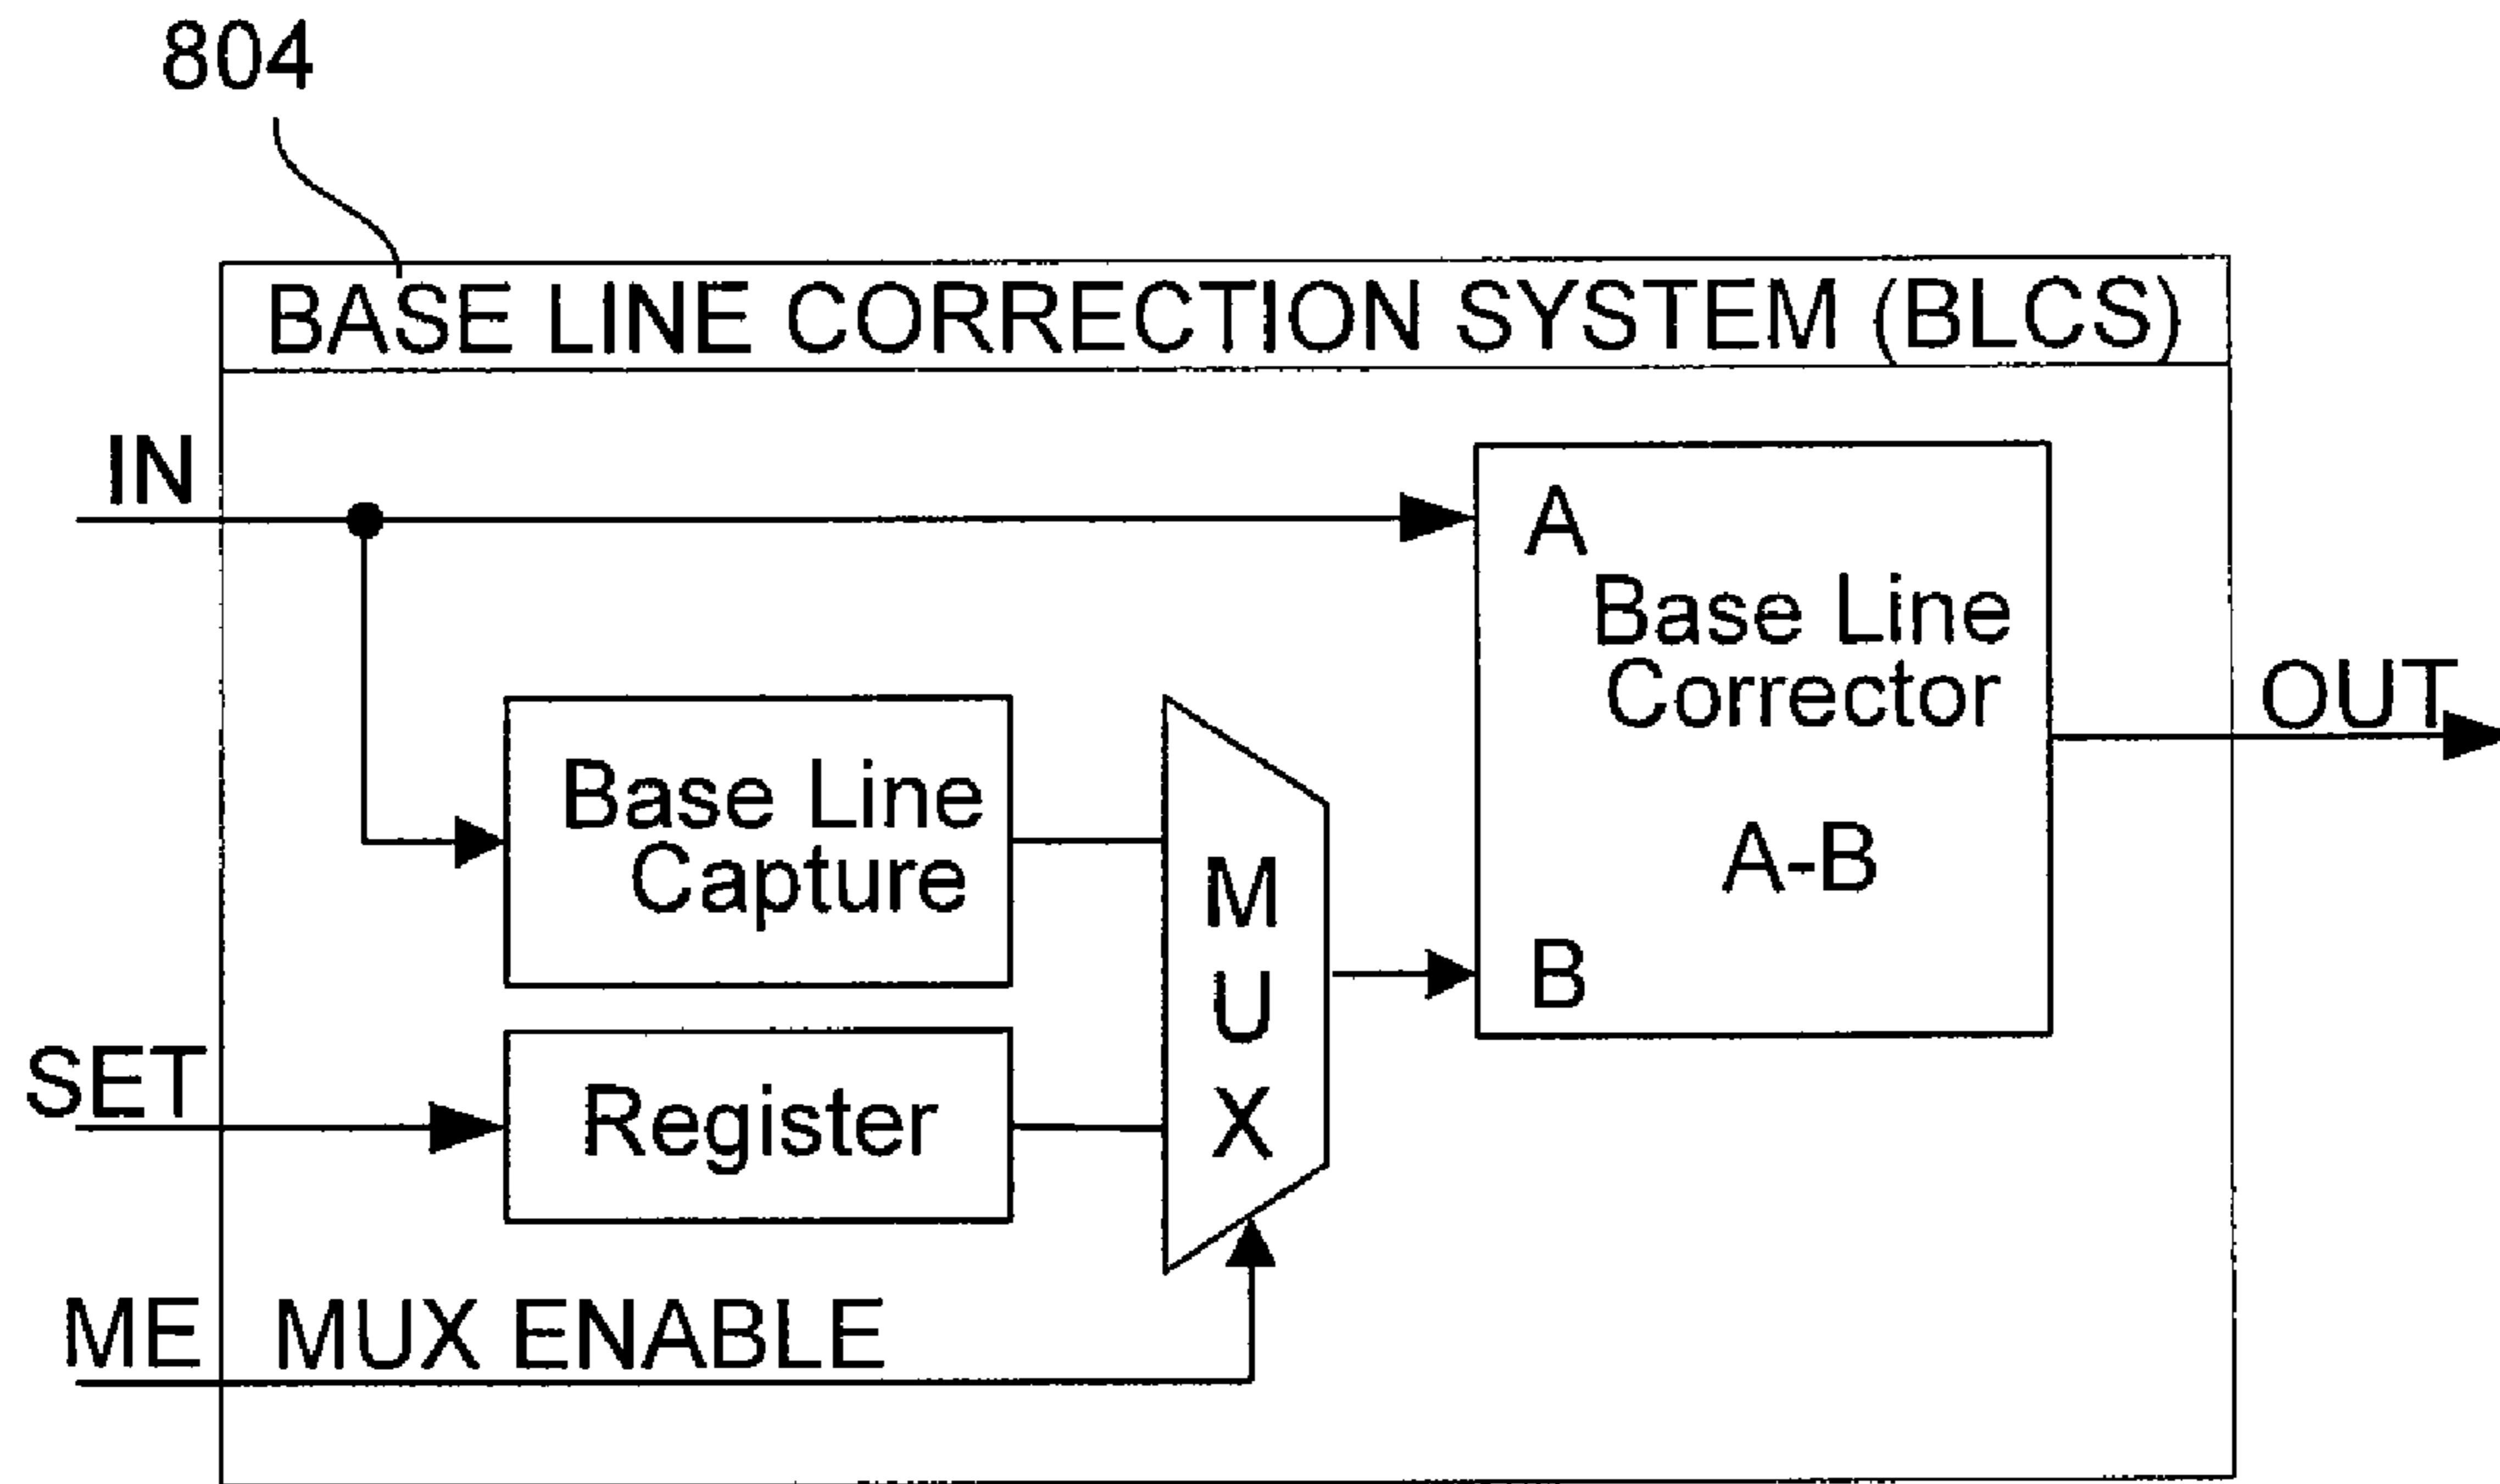 804
BASE LINE CORRECTION SYSTEM (BLCS)
IN
A
Base Line
Corrector
A-B
B
OUT
Base Line
Capture
M
U
X
SET
Register
ME
MUX ENABLE